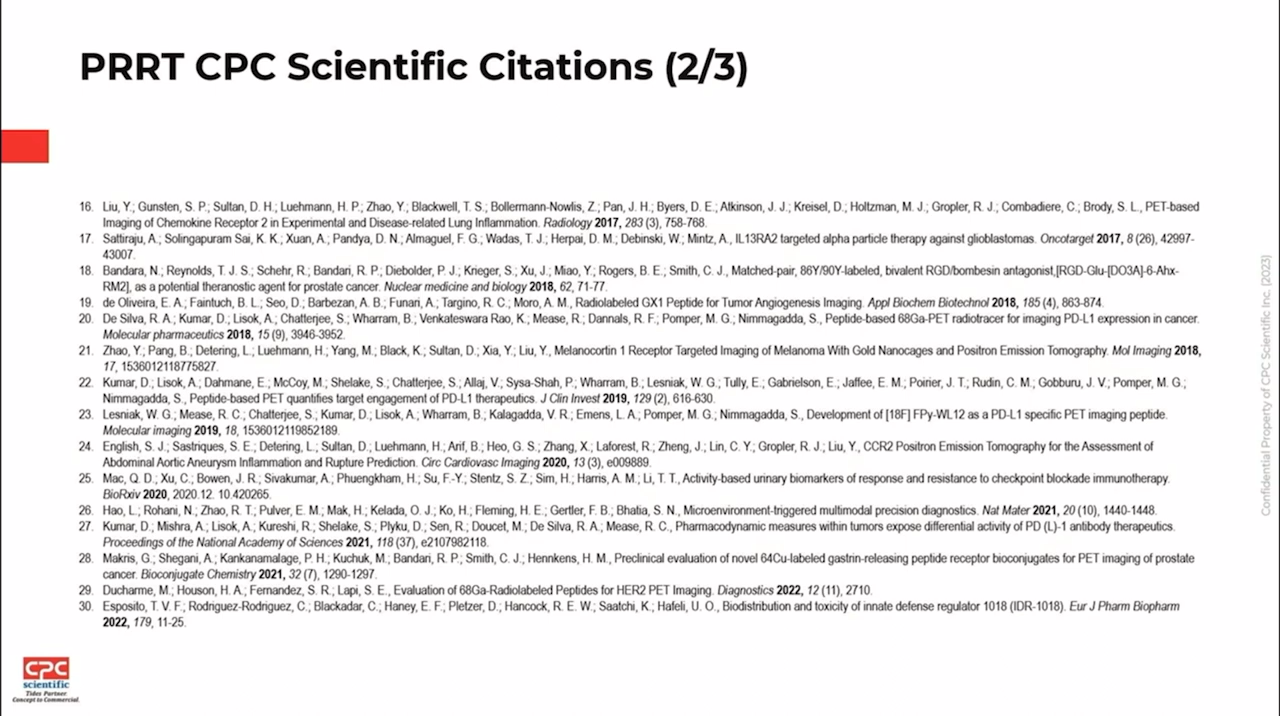 PRRT CPC Scientific Citations (2/3)
16. Liu, Y.; Gunsten, S. P.; Sultan, D. H.; Luehmann, H. P.; Zhao, Y.; Blackwell, T. S.; Bollermann-Nowlis, Z.; Pan, J. H.; Byers, D. E.; Atkinson, J. J.; Kreisel, D.; Holtzman, M. J.; Gropler, R. J.; Combadiere, C.; Brody, S. L., PET-based
Imaging of Chemokine Receptor 2 in Experimental and Disease-related Lung Inflammation. Radiology 2017, 283 (3), 758-768.
17. Sattiraju, A.; Solingapuram Sai, K. K.; Xuan, A.; Pandya, D. N.; Almaguel, F. G.; Wadas, T. J.; Herpai, D. M.; Debinski, W.; Mintz, A., IL13RA2 targeted alpha particle therapy against glioblastomas. Oncotarget 2017, 8 (26), 42997-
43007.
18. Bandara, N.; Reynolds, T. J. S.; Schehr, R.; Bandari, R. P.; Diebolder, P. J.; Krieger, S.; Xu, J.; Miao, Y.; Rogers, B. E.; Smith, C. J., Matched-pair, 86Y/90Y-labeled, bivalent RGD/bombesin antagonist,[RGD-Glu-[DO3A]-6-Ahx-
RM2], as a potential theranostic agent for prostate cancer. Nuclear medicine and biology 2018, 62, 71-77.
19. de Oliveira, E. A.; Faintuch, B. L.; Seo, D.; Barbezan, A. B.; Funari, A.; Targino, R. C.; Moro, A. M., Radiolabeled GX1 Peptide for Tumor Angiogenesis Imaging. Appl Biochem Biotechnol 2018, 185 (4), 863-874.
20. De Silva, R. A.; Kumar, D.; Lisok, A.; Chatterjee, S.; Wharram, B.; Venkateswara Rao, K.; Mease, R.; Dannals, R. F.; Pomper, M. G.; Nimmagadda, S., Peptide-based 68Ga-PET radiotracer for imaging PD-L1 expression in cancer.
Molecular pharmaceutics 2018, 15 (9), 3946-3952.
21. Zhao, Y.; Pang, B.; Detering, L.; Luehmann, H.; Yang, M.; Black, K.; Sultan, D.; Xia, Y.; Liu, Y., Melanocortin 1 Receptor Targeted Imaging of Melanoma With Gold Nanocages and Positron Emission Tomography. Mol Imaging 2018,
17, 1536012118775827.
22. Kumar, D.; Lisok, A.; Dahmane, E.; McCoy, M.; Shelake, S.; Chatterjee, S.; Allaj, V.; Sysa-Shah, P.; Wharram, B.; Lesniak, W. G.; Tully, E.; Gabrielson, E.; Jaffee, E. M.; Poirier, J. T.; Rudin, C. M.; Gobburu, J. V.; Pomper, M. G.;
Nimmagadda, S., Peptide-based PET quantifies target engagement of PD-L1 therapeutics. J Clin Invest 2019, 129 (2), 616-630.
23. Lesniak, W. G.; Mease, R. C.; Chatterjee, S.; Kumar, D.; Lisok, A.; Wharram, B.; Kalagadda, V. R.; Emens, L. A.; Pomper, M. G.; Nimmagadda, S., Development of [18F] FPy-WL12 as a PD-L1 specific PET imaging peptide.
Molecular imaging 2019, 18, 1536012119852189.
24. English, S. J.; Sastriques, S. E.; Detering, L.; Sultan, D.; Luehmann, H.; Arif, B.; Heo, G. S.; Zhang, X.; Laforest, R.; Zheng, J.; Lin, C. Y.; Gropler, R. J.; Liu, Y., CCR2 Positron Emission Tomography for the Assessment of
Abdominal Aortic Aneurysm Inflammation and Rupture Prediction. Circ Cardiovasc Imaging 2020, 13 (3), e009889.
25. Mac, Q. D.; Xu, C.; Bowen, J. R.; Sivakumar, A.; Phuengkham, H.; Su, F.-Y.; Stentz, S. Z.; Sim, H.; Harris, A. M.; Li, T. T., Activity-based urinary biomarkers of response and resistance to checkpoint blockade immunotherapy.
BioRxiv 2020, 2020.12. 10.420265.
26. Hao, L.; Rohani, N.; Zhao, R. T.; Pulver, E. M.; Mak, H.; Kelada, O. J.; Ko, H.; Fleming, H. E.; Gertler, F. B.; Bhatia, S. N., Microenvironment-triggered multimodal precision diagnostics. Nat Mater 2021, 20 (10), 1440-1448.
27. Kumar, D.; Mishra, A.; Lisok, A.; Kureshi, R.; Shelake, S.; Plyku, D.; Sen, R.; Doucet, M.; De Silva, R. A.; Mease, R. C., Pharmacodynamic measures within tumors expose differential activity of PD (L)-1 antibody therapeutics.
Proceedings of the National Academy of Sciences 2021, 118 (37), e2107982118.
28. Makris, G.; Shegani, A.; Kankanamalage, P. H.; Kuchuk, M.; Bandari, R. P.; Smith, C. J.; Hennkens, H. M., Preclinical evaluation of novel 64Cu-labeled gastrin-releasing peptide receptor bioconjugates for PET imaging of prostate
cancer. Bioconjugate Chemistry 2021, 32 (7), 1290-1297.
29. Ducharme, M.; Houson, H. A.; Fernandez, S. R.; Lapi, S. E., Evaluation of 68Ga-Radiolabeled Peptides for HER2 PET Imaging. Diagnostics 2022, 12 (11), 2710.
30. Esposito, T. V. F.; Rodriguez-Rodriguez, C.; Blackadar, C.; Haney, E. F.; Pletzer, D.; Hancock, R. E. W.; Saatchi, K.; Hafeli, U. O., Biodistribution and toxicity of innate defense regulator 1018 (IDR-1018). Eur J Pharm Biopharm
2022, 179, 11-25.
Confidential Property of CPC Scientific Inc. (2023)
CPC
scientific
Tides Partner
Concept to Commercial.